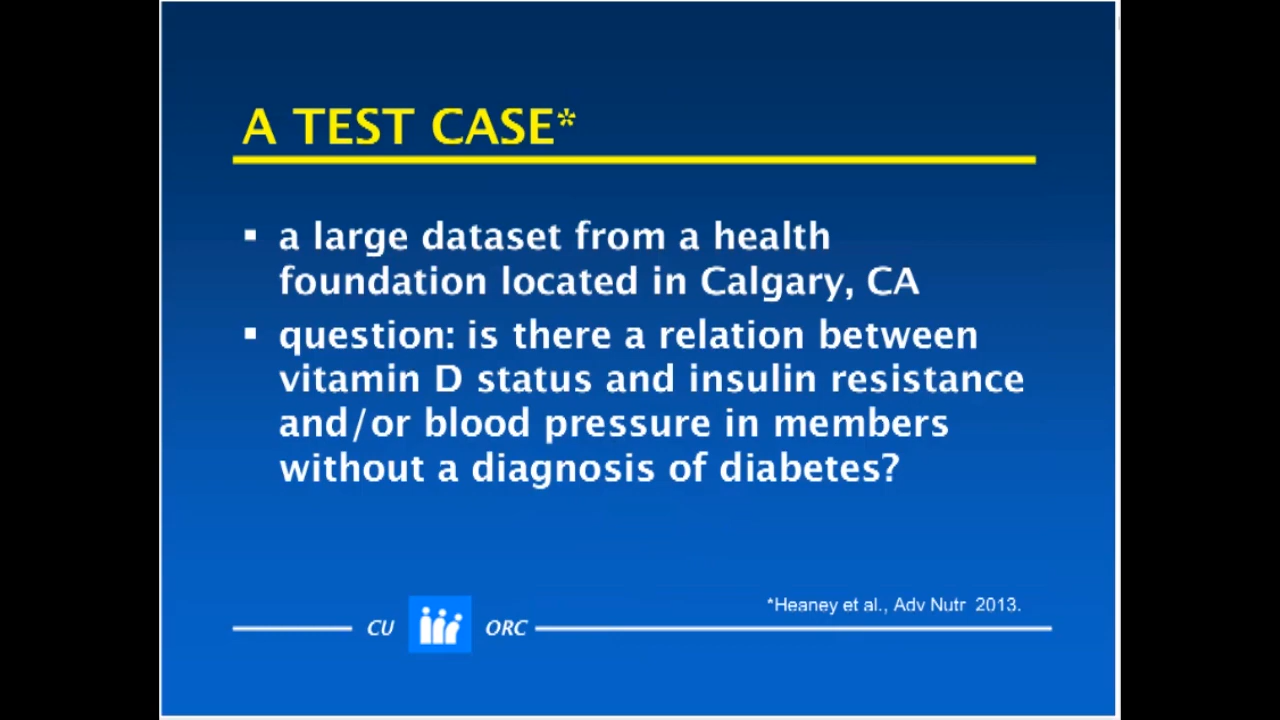 A TEST CASE*
▪ a large dataset from a health
foundation located in Calgary, CA
▪ question: is there a relation between
vitamin D status and insulin resistance
and/or blood pressure in members
without a diagnosis of diabetes?
*Heaney et al., Adv Nutr 2013.
CU ORC